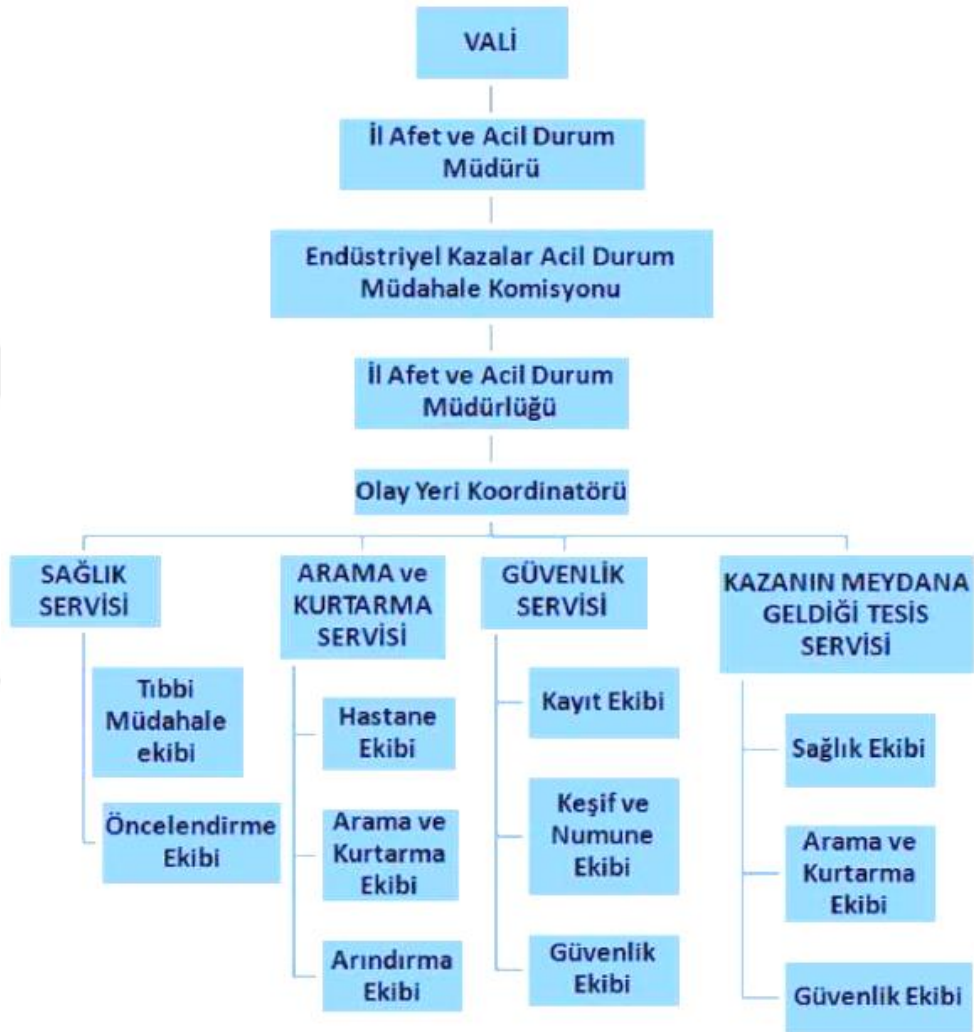 VALİ
İl Afet ve Acil Durum
Müdürü
Endüstriyel Kazalar Acil Durum
Müdahale Komisyonu
İl Afet ve Acil Durum
Müdürlüğü
Olay Yeri Koordinatörü
SAĞLIK
SERVİSİ
Tıbbi
Müdahale
ekibi
Öncelendirme
Ekibi
ARAMA ve
KURTARMA
SERVİSİ
Hastane
Ekibi
Arama ve
Kurtarma
Ekibi
Arındırma
Ekibi
GÜVENLİK
SERVİSİ
Kayıt Ekibi
Keşif ve
Numune
Ekibi
Güvenlik
Ekibi
KAZANIN MEYDANA
GELDİĞİ TESİS
SERVİSİ
Sağlık Ekibi
Arama ve
Kurtarma
Ekibi
Güvenlik Ekibi